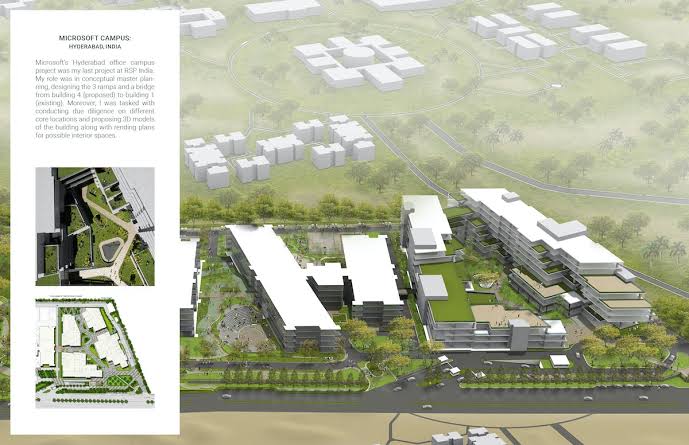 MICROSOFT CAMPUS:
HYDERABAD, INDIA.
Microsoft's Hyderabad office campus
project was my last project at RSP India.
My role was in conceptual master plan-
ning, designing the 3 ramps and a bridge
from building 4 (proposed) to building 1
(existing). Moreover, I was tasked with
conducting due diligence on different
core locations and proposing 3D models
of the building along with renting plans
for possible interior spaces.